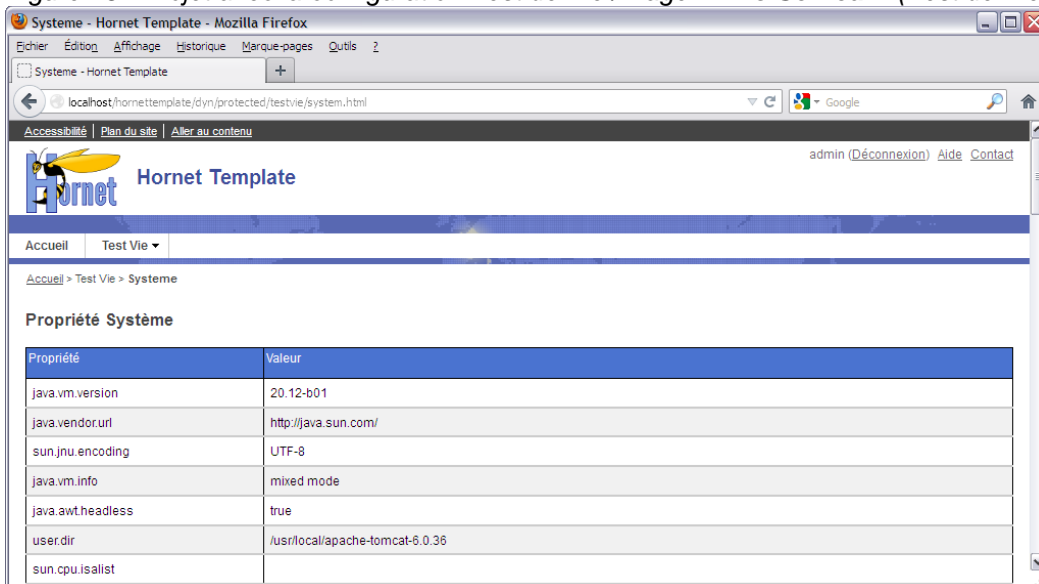 Systeme - Hornet Template - Mozilla Firefox
Fichier Édition Affichage Historique Marque-pages Outils ?
Systeme - Hornet Template +
localhost/hornettemplate/dyn/protected/testvie/system.html Google
Accessibilité | Plan du site | Aller au contenu
admin (Déconnexion) Aide Contact
Hornet
Hornet Template
Accueil Test Vie
Accueil > Test Vie > Systeme
Propriété Système
Propriété Valeur
java.vm.version 20.12-b01
java.vendor.url http://java.sun.com/
sun.jnu.encoding UTF-8
java.vm.info mixed mode
java.awt.headless true
user.dir /usr/local/apache-tomcat-6.0.36
sun.cpu.isalist